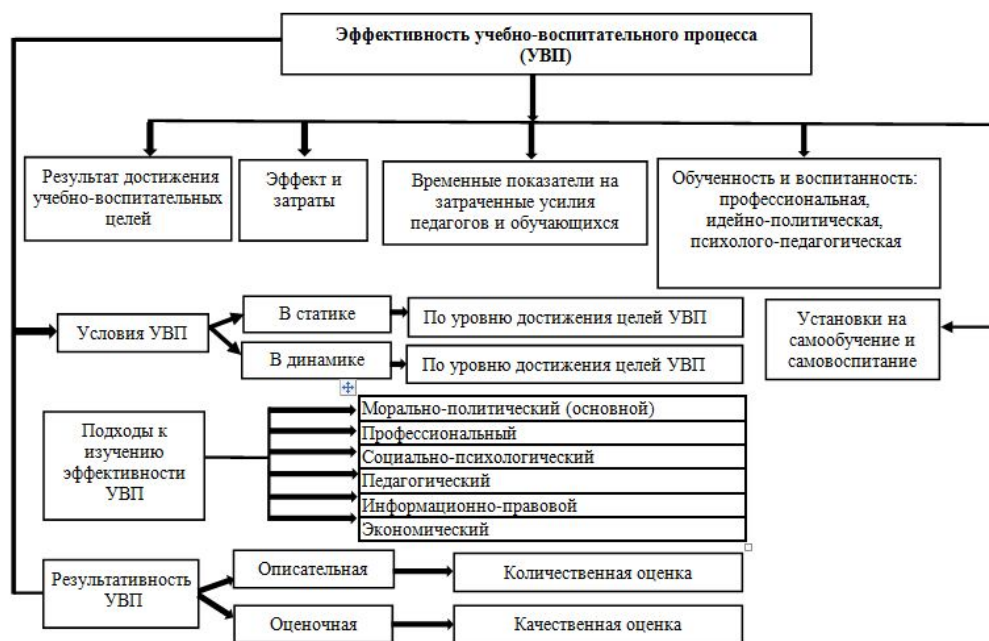 Эффективность учебно-воспитательного процесса
(УВП)
Результат достижения
учебно-воспитательных
целей
Эффект и
затраты
Временные показатели на
затраченные усилия
педагогов и обучающихся
Обученность и воспитанность:
профессиональная,
идейно-политическая,
психолого-педагогическая
Условия УВП
В статике
По уровню достижения целей УВП
В динамике
По уровню достижения целей УВП
Установки на
самообучение и
самовоспитание
Подходы к
изучению
эффективности
УВП
Морально-политический (основной)
Профессиональный
Социально-психологический
Педагогический
Информационно-правовой
Экономический
Результативность
УВП
Описательная
Количественная оценка
Оценочная
Качественная оценка